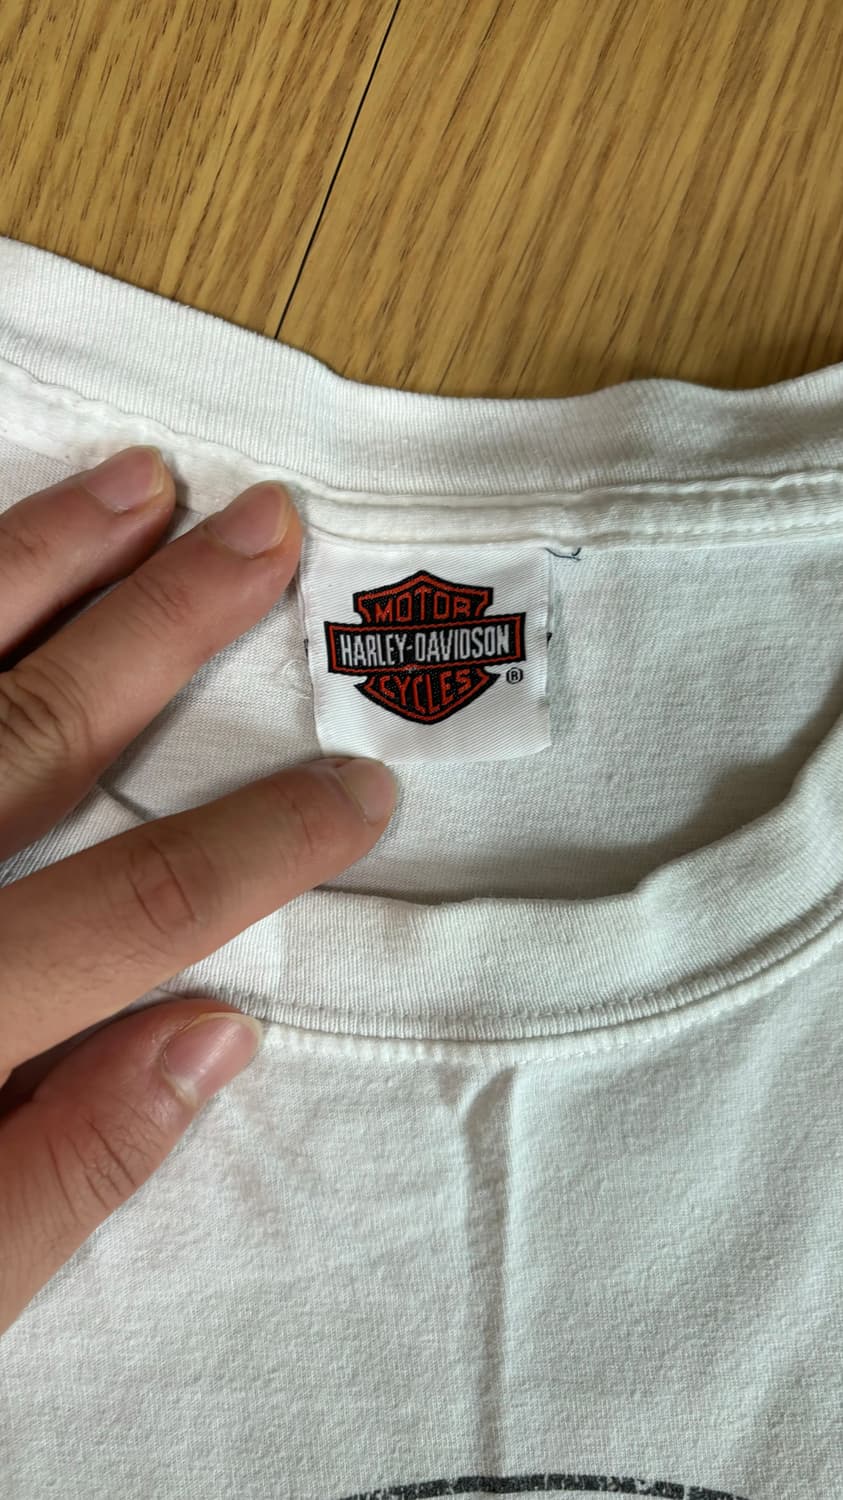 MOTOR
HARLEY-DAVIDSON
CYCLES
®